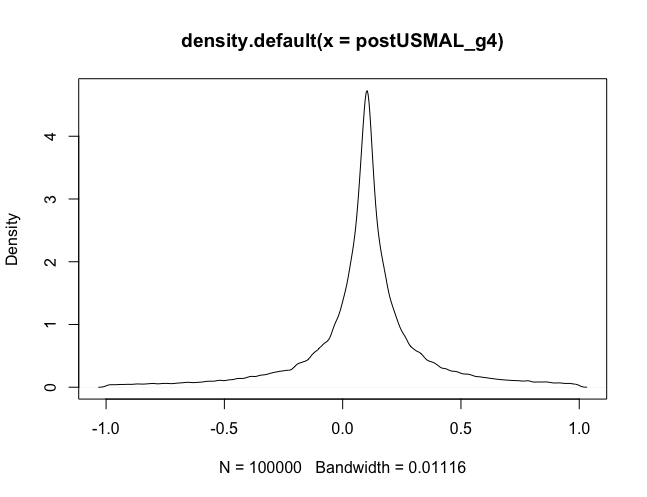 density.default(x = postUSMAL_g4)
Density
4
3
2
1
0
-1.0 -0.5 0.0 0.5 1.0
N = 100000 Bandwidth = 0.01116